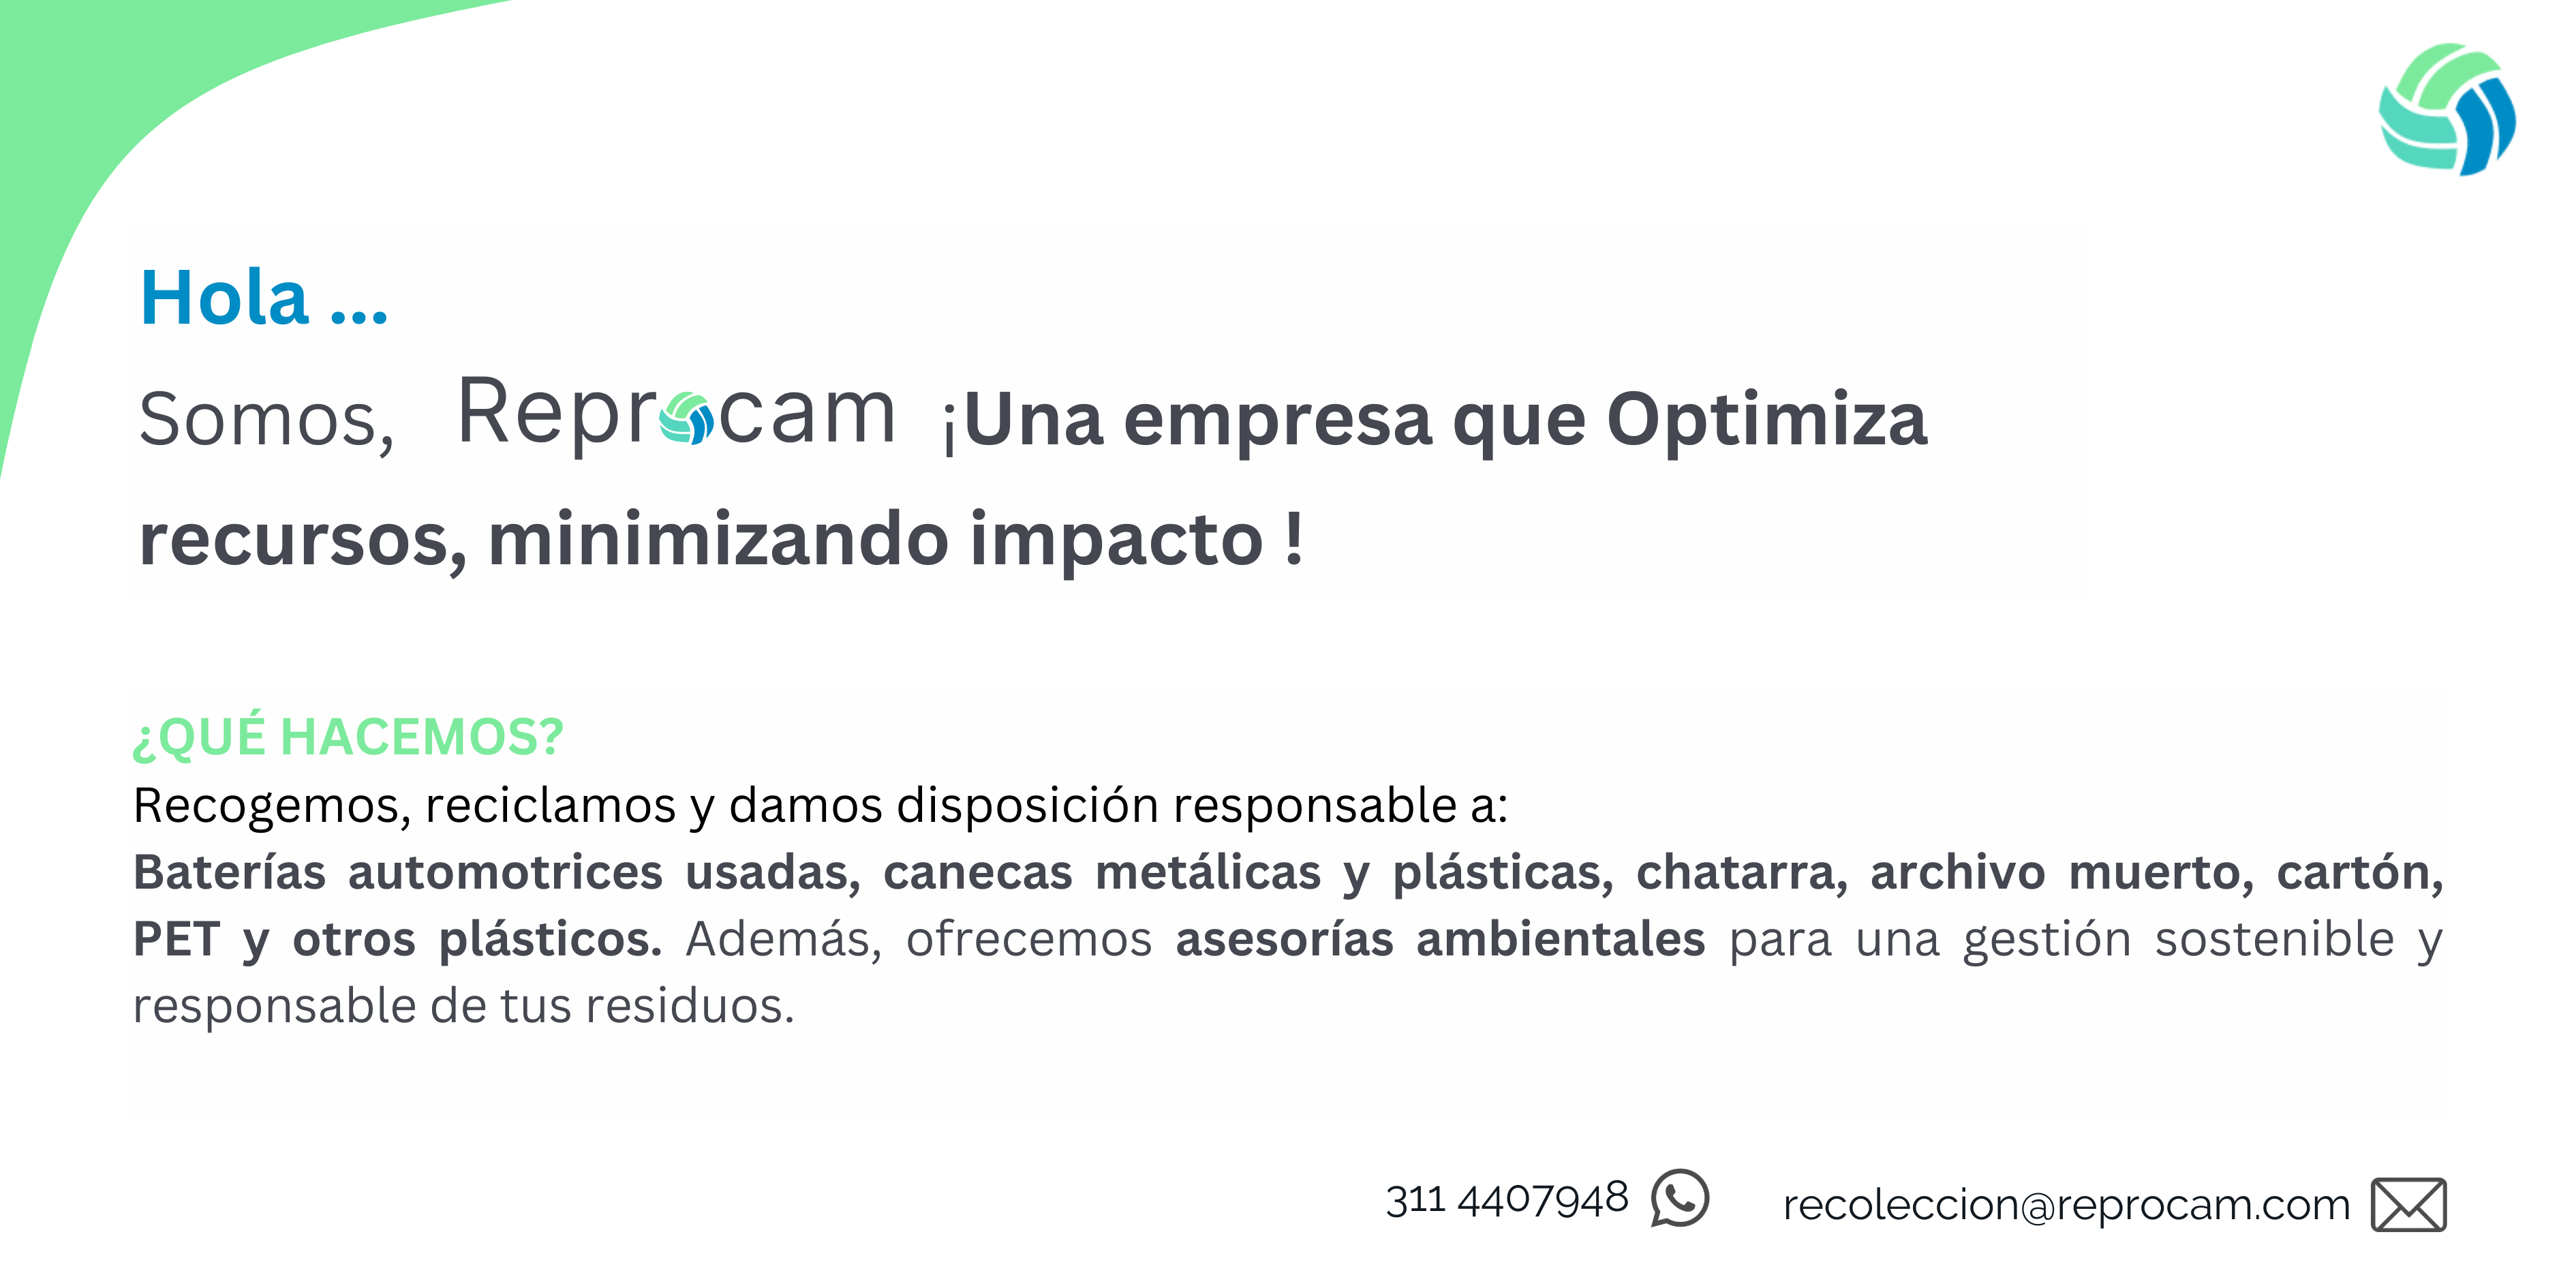 Hola ...
Somos, Reprocam ¡Una empresa que Optimiza
recursos, minimizando impacto !
¿QUÉ HACEMOS?
Recogemos, reciclamos y damos disposición responsable a:
Baterías automotrices usadas, canecas metálicas y plásticas, chatarra, archivo muerto, cartón,
PET y otros plásticos. Además, ofrecemos asesorías ambientales para una gestión sostenible y
responsable de tus residuos.
311 4407948 recoleccion@reprocam.com